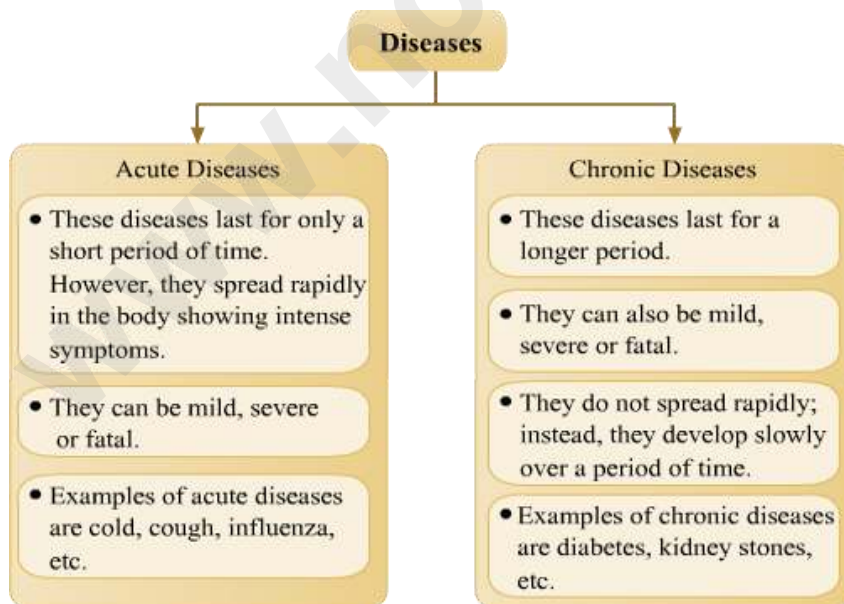 Diseases
Acute Diseases
• These diseases last for only a
short period of time.
However, they spread rapidly
in the body showing intense
symptoms.
• They can be mild, severe
or fatal.
• Examples of acute diseases
are cold, cough, influenza,
etc.
Chronic Diseases
• These diseases last for a
longer period.
• They can also be mild,
severe or fatal.
• They do not spread rapidly;
instead, they develop slowly
over a period of time.
• Examples of chronic diseases
are diabetes, kidney stones,
etc.
www.no